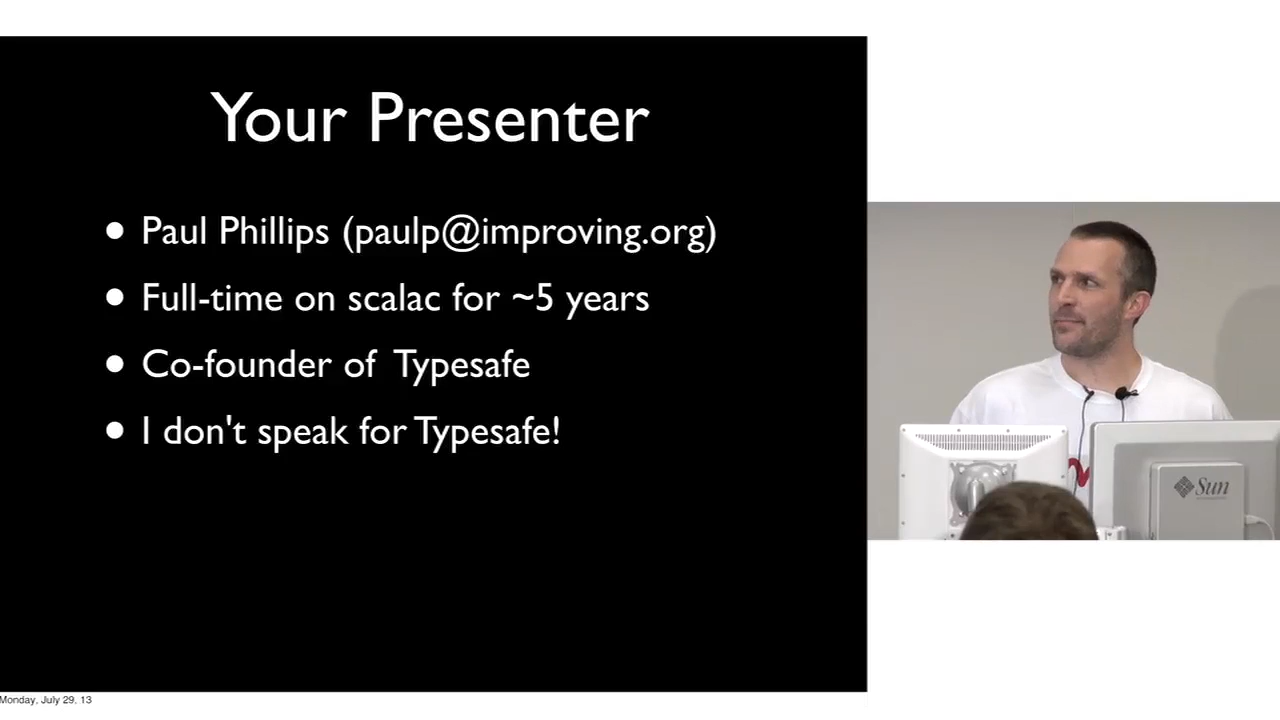 Your Presenter
• Paul Phillips (paulp@improving.org)
• Full-time on scalac for ~5 years
• Co-founder of Typesafe
• I don't speak for Typesafe!
Sun
Monday, July 29, 13